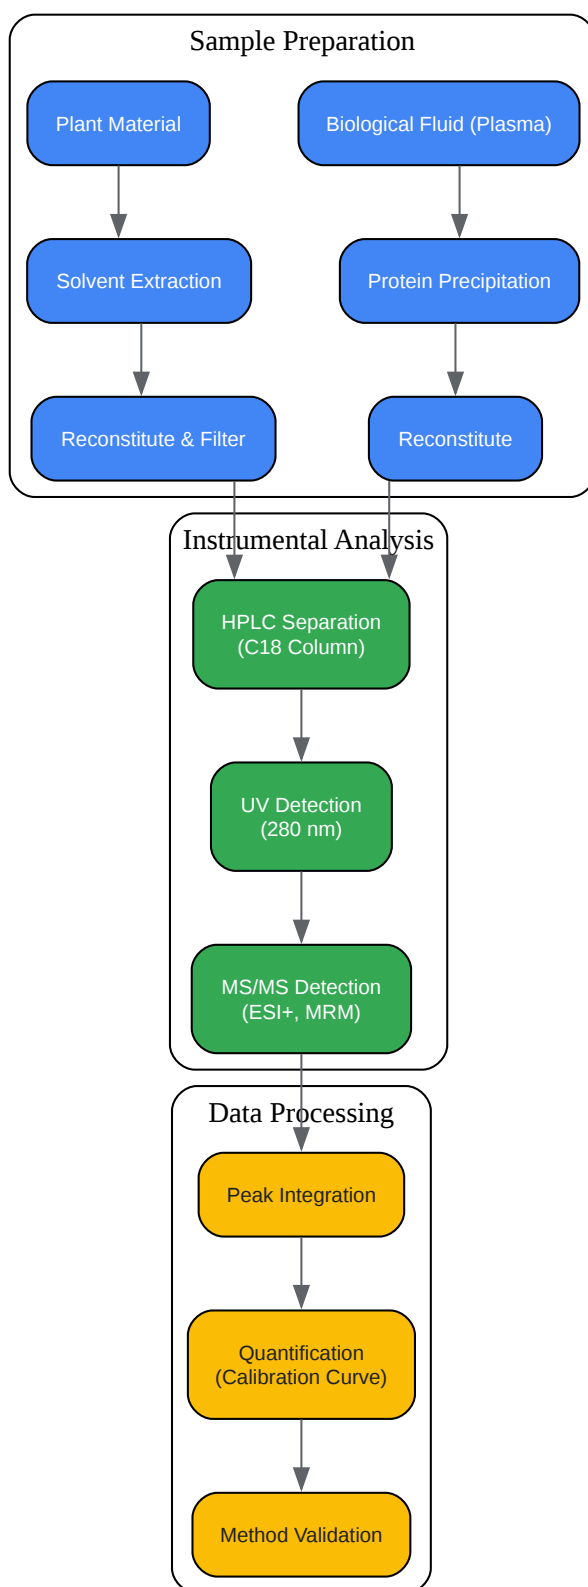 Sample Preparation
Plant Material
Biological Fluid (Plasma)
Solvent Extraction
Protein Precipitation
Reconstitute & Filter
Reconstitute
Instrumental Analysis
HPLC Separation
(C18 Column)
UV Detection
(280 nm)
MS/MS Detection
(ESI+, MRM)
Data Processing
Peak Integration
Quantification
(Calibration Curve)
Method Validation